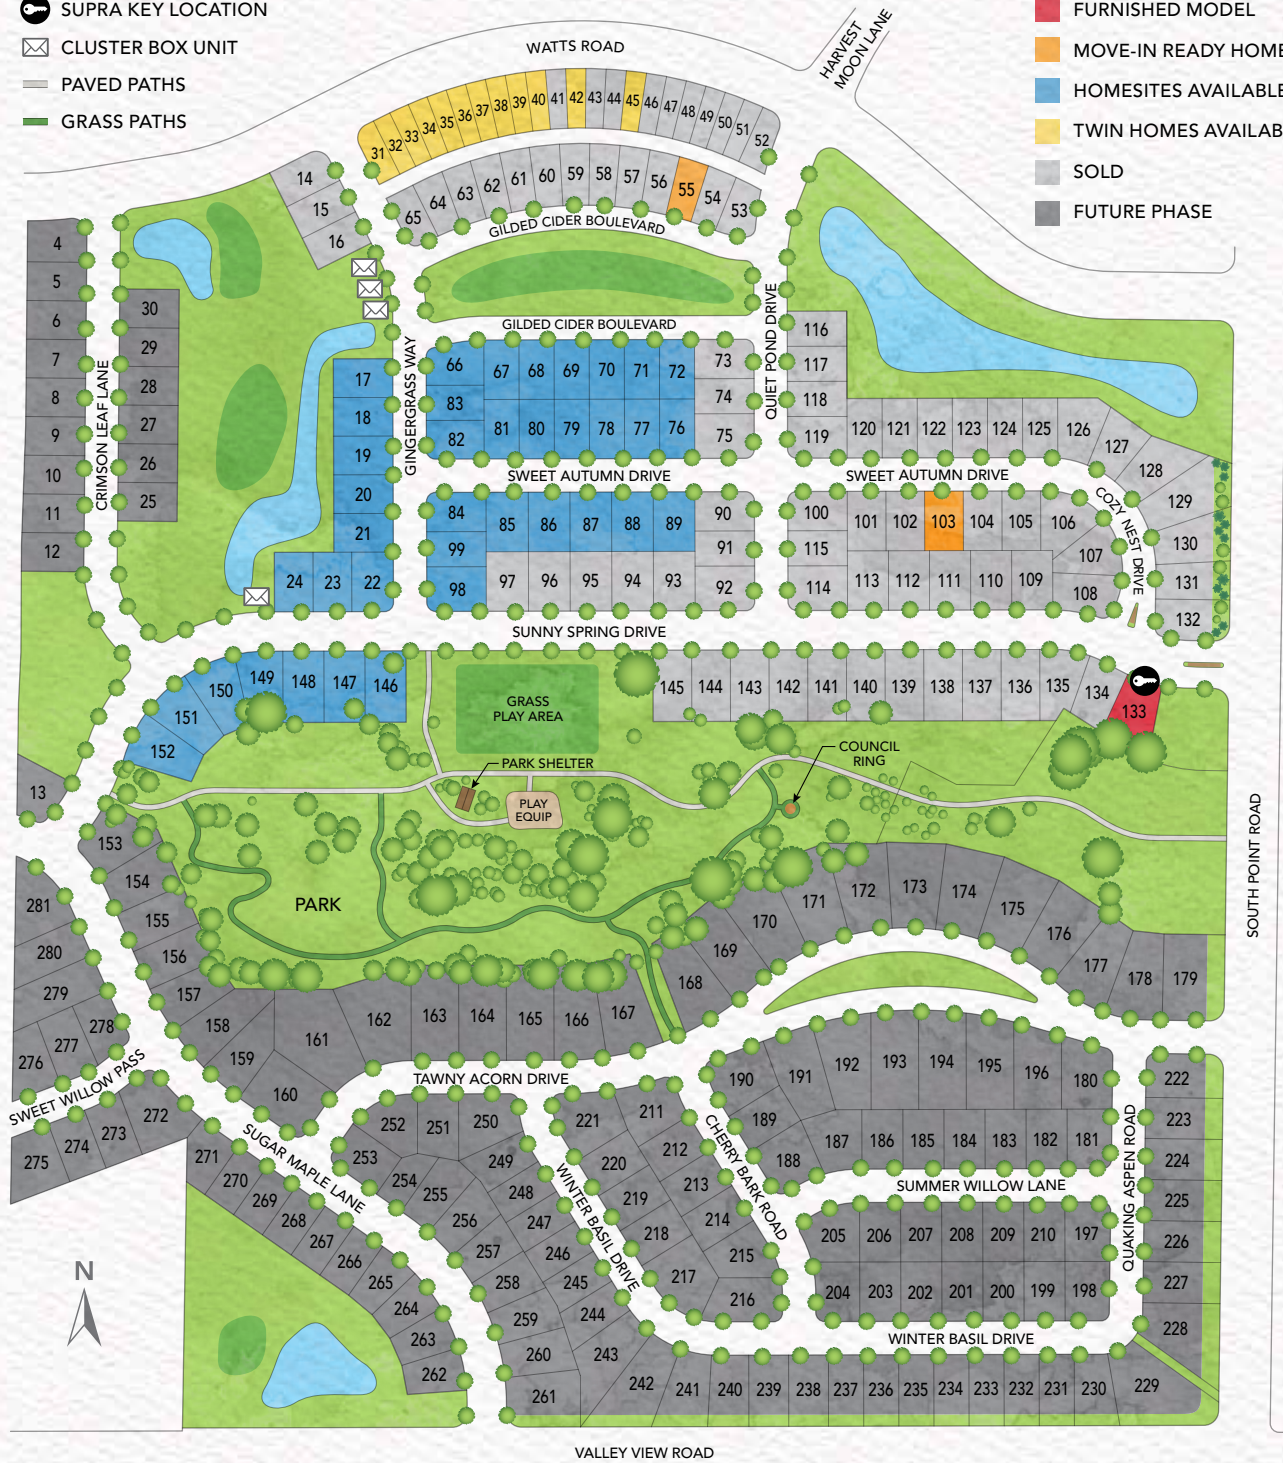 SUPRA KEY LOCATION
CLUSTER BOX UNIT
PAVED PATHS
GRASS PATHS
FURNISHED MODEL
MOVE-IN READY HOME
HOMESITES AVAILABLE
TWIN HOMES AVAILAB
SOLD
FUTURE PHASE
WATTS ROAD
HARVEST
MOON LANE
31 32 33 34 35 36 37 38 39 40 41 42 43 44 45 46 47 48 49 50 51 52
65 64 63 62 61 60 59 58 57 56 55 54 53
GILDED CIDER BOULEVARD
14
15
16
4
5
6
7
8
9
10
11
12
CRIMSON LEAF LANE
30
29
28
27
26
25
17
18
19
20
21
24 23 22
GINGERGRASS WAY
GILDED CIDER BOULEVARD
66 67 68 69 70 71 72 73
83 74
82 81 80 79 78 77 76 75
QUIET POND DRIVE
116
117
118
119 120 121 122 123 124 125 126 127 128 129 130 131 132
SWEET AUTUMN DRIVE
SWEET AUTUMN DRIVE
84 85 86 87 88 89 90
99 91
98 97 96 95 94 93 92
100 101 102 103 104 105 106
115 107
114 113 112 111 110 109 108
COZY NEST DRIVE
SUNNY SPRING DRIVE
152 151 150 149 148 147 146
145 144 143 142 141 140 139 138 137 136 135 134 133
GRASS
PLAY AREA
PARK SHELTER
PLAY
EQUIP
COUNCIL
RING
PARK
SOUTH POINT ROAD
13
153
154
155
156
157
158
159
160
161 162 163 164 165 166 167
168 169 170 171 172 173 174 175 176 177 178 179
281
280
279
278
277
276
SWEET WILLOW PASS
275 274 273 272
TAWNY ACORN DRIVE
SUGAR MAPLE LANE
271
270
269
268
267
266
265
264
263
262
252 251 250
253 249
254 248
255 247
256 246
257 245
258 244
259 243
260
261
WINTER BASIL DRIVE
221 211
220 212
219 213
218 214
217 215
216
CHERRY BARK ROAD
190 191 192 193 194 195 196 180
189
188 187 186 185 184 183 182 181
SUMMER WILLOW LANE
205 206 207 208 209 210 197
204 203 202 201 200 199 198
QUAKING ASPEN ROAD
222
223
224
225
226
227
228
WINTER BASIL DRIVE
242 241 240 239 238 237 236 235 234 233 232 231 230 229
N
VALLEY VIEW ROAD